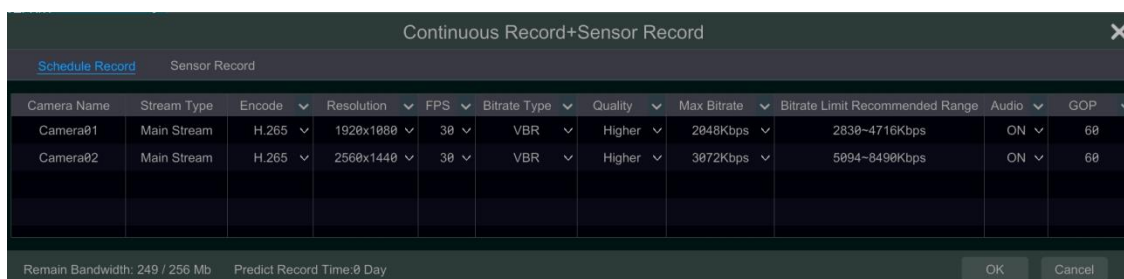 Continuous Record+Sensor Record
Schedule Record Sensor Record
Camera Name Stream Type Encode Resolution FPS Bitrate Type Quality Max Bitrate Bitrate Limit Recommended Range Audio GOP
Camera01 Main Stream H.265 1920x1080 30 VBR Higher 2048Kbps 2830~4716Kbps ON 60
Camera02 Main Stream H.265 2560x1440 30 VBR Higher 3072Kbps 5094~8490Kbps ON 60
Remain Bandwidth: 249 / 256 Mb Predict Record Time:0 Day OK Cancel